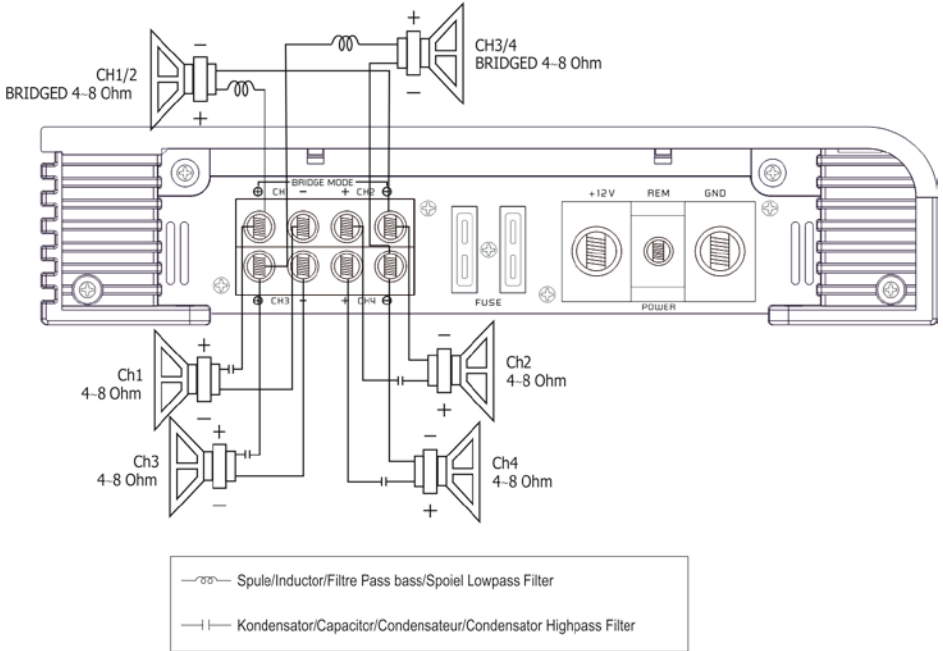 CH1/2
BRIDGED 4~8 Ohm
−
+
+
−
CH3/4
BRIDGED 4~8 Ohm
BRIDGE MODE
⊕ CH1 − + CH2 ⊖
⊕ CH3 − + CH4 ⊖
FUSE
+12V REM GND
POWER
Ch1
4~8 Ohm
+
−
Ch3
4~8 Ohm
+
−
−
+
Ch2
4~8 Ohm
−
+
Ch4
4~8 Ohm
Spule/Inductor/Filtre Pass bass/Spoiel Lowpass Filter
Kondensator/Capacitor/Condensateur/Condensator Highpass Filter